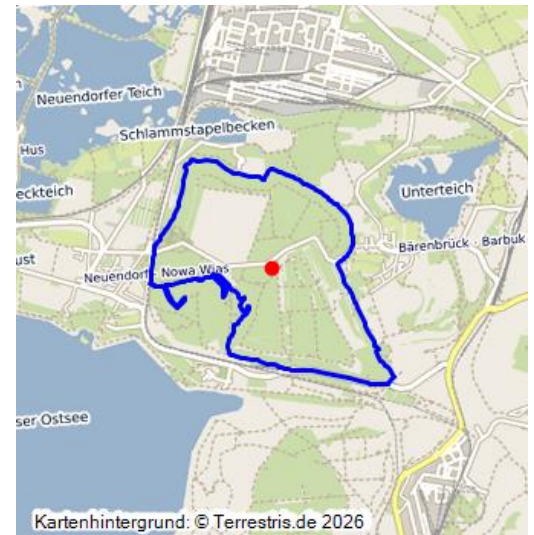 Neuendorfer Teich
Schlammstapelbecken
Hus
eckteich
Unterteich
ust
Bärenbrück - Barbuk
Neuendorf - Nowa Wjas
ser Ostsee
Kartenhintergrund: © Terrestris.de 2026